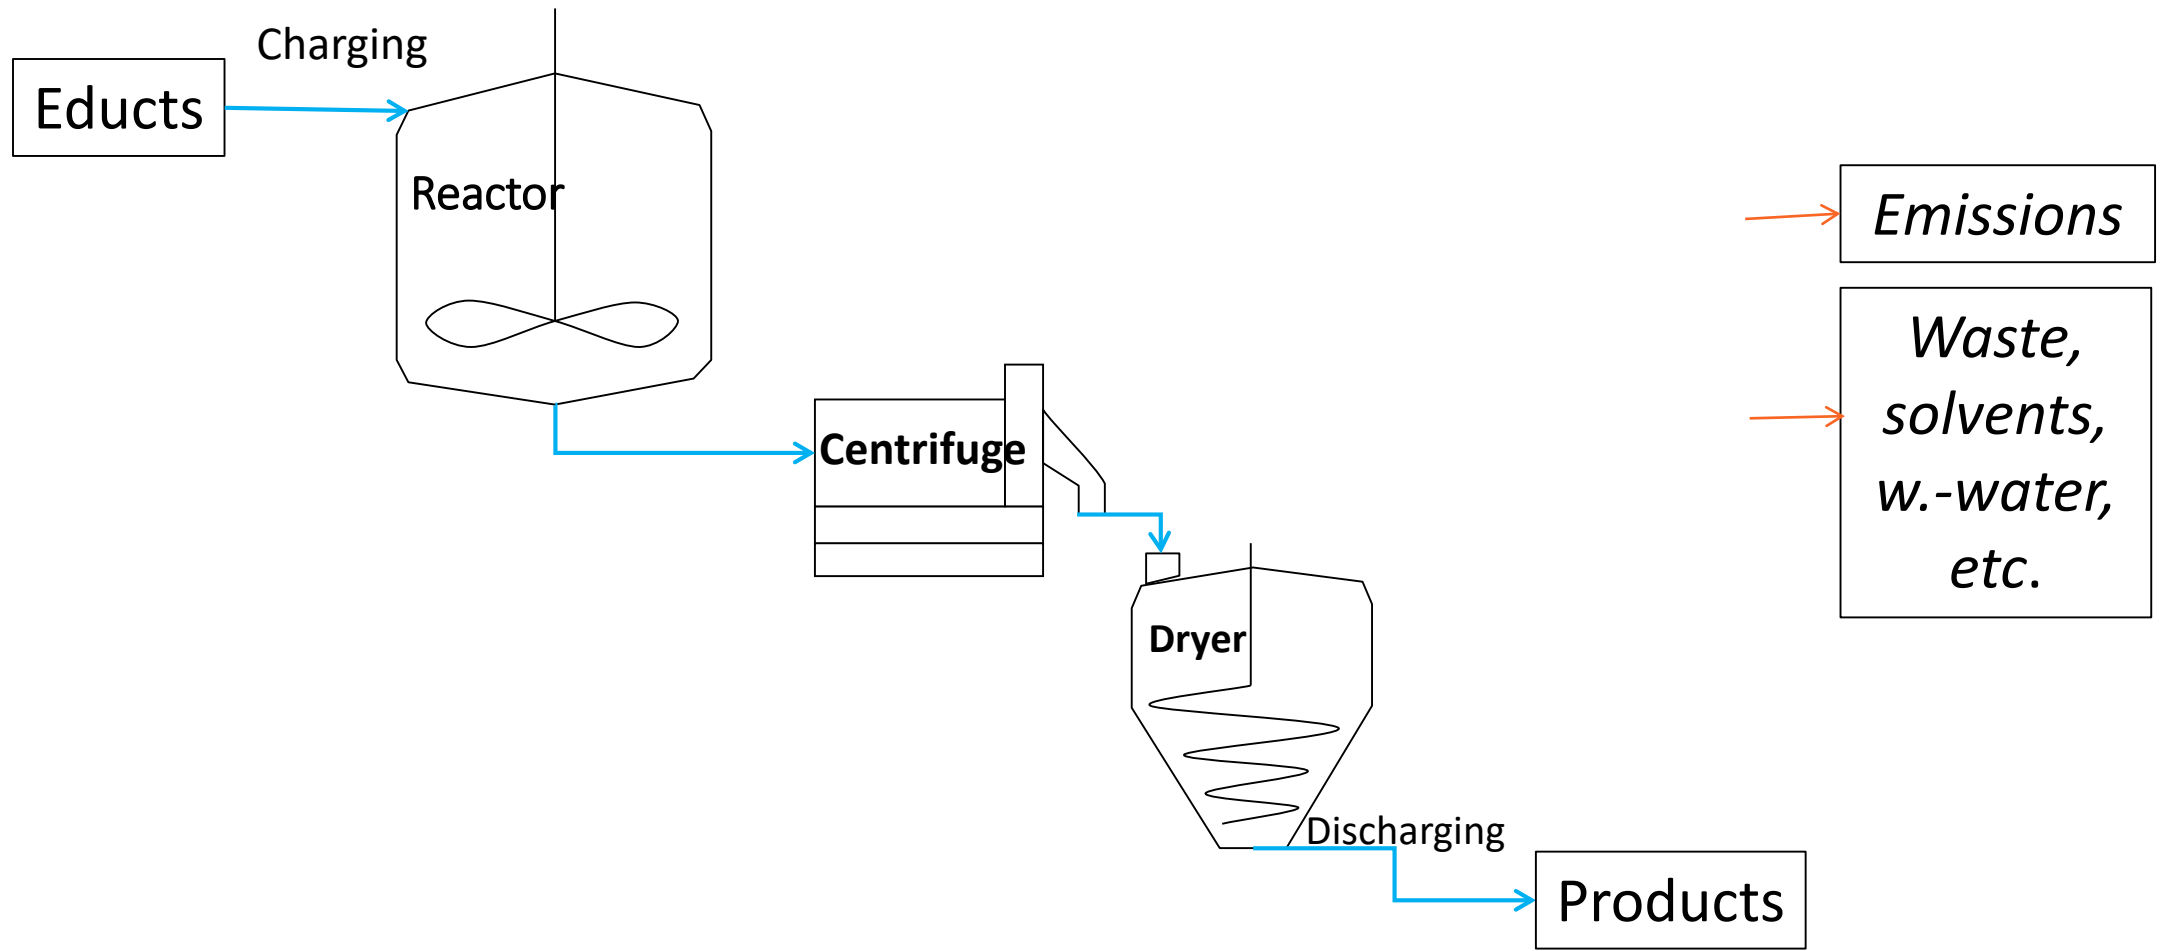 Charging
Educts
Reactor
Emissions
Waste,
solvents,
w.-water,
etc.
Centrifuge
Dryer
Discharging
Products